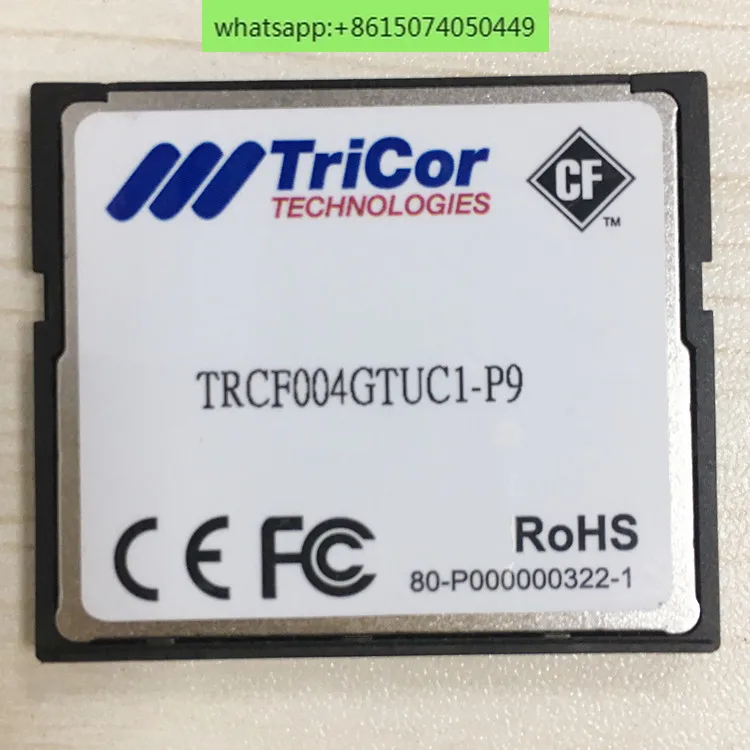 whatsapp:+8615074050449
TriCor
TECHNOLOGIES
CF
TM
TRCF004GTUC1-P9
CE FC
RoHS
80-P000000322-1